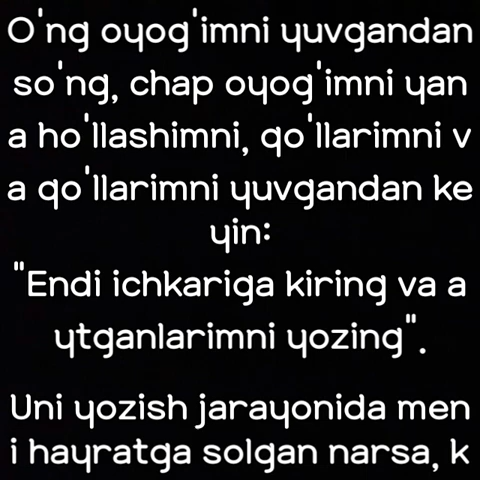 O'ng oyog'imni yuvgandan
so'ng, chap oyog'imni yan
a ho'llashimni, qo'llarimni v
a qo'llarimni yuvgandan ke
yin:
"Endi ichkariga kiring va a
ytganlarimni yozing".
Uni yozish jarayonida men
i hayratga solgan narsa, k